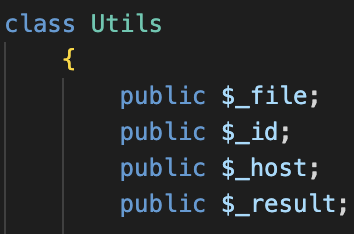 class Utils
{
public $_file;
public $_id;
public $_host;
public $_result;